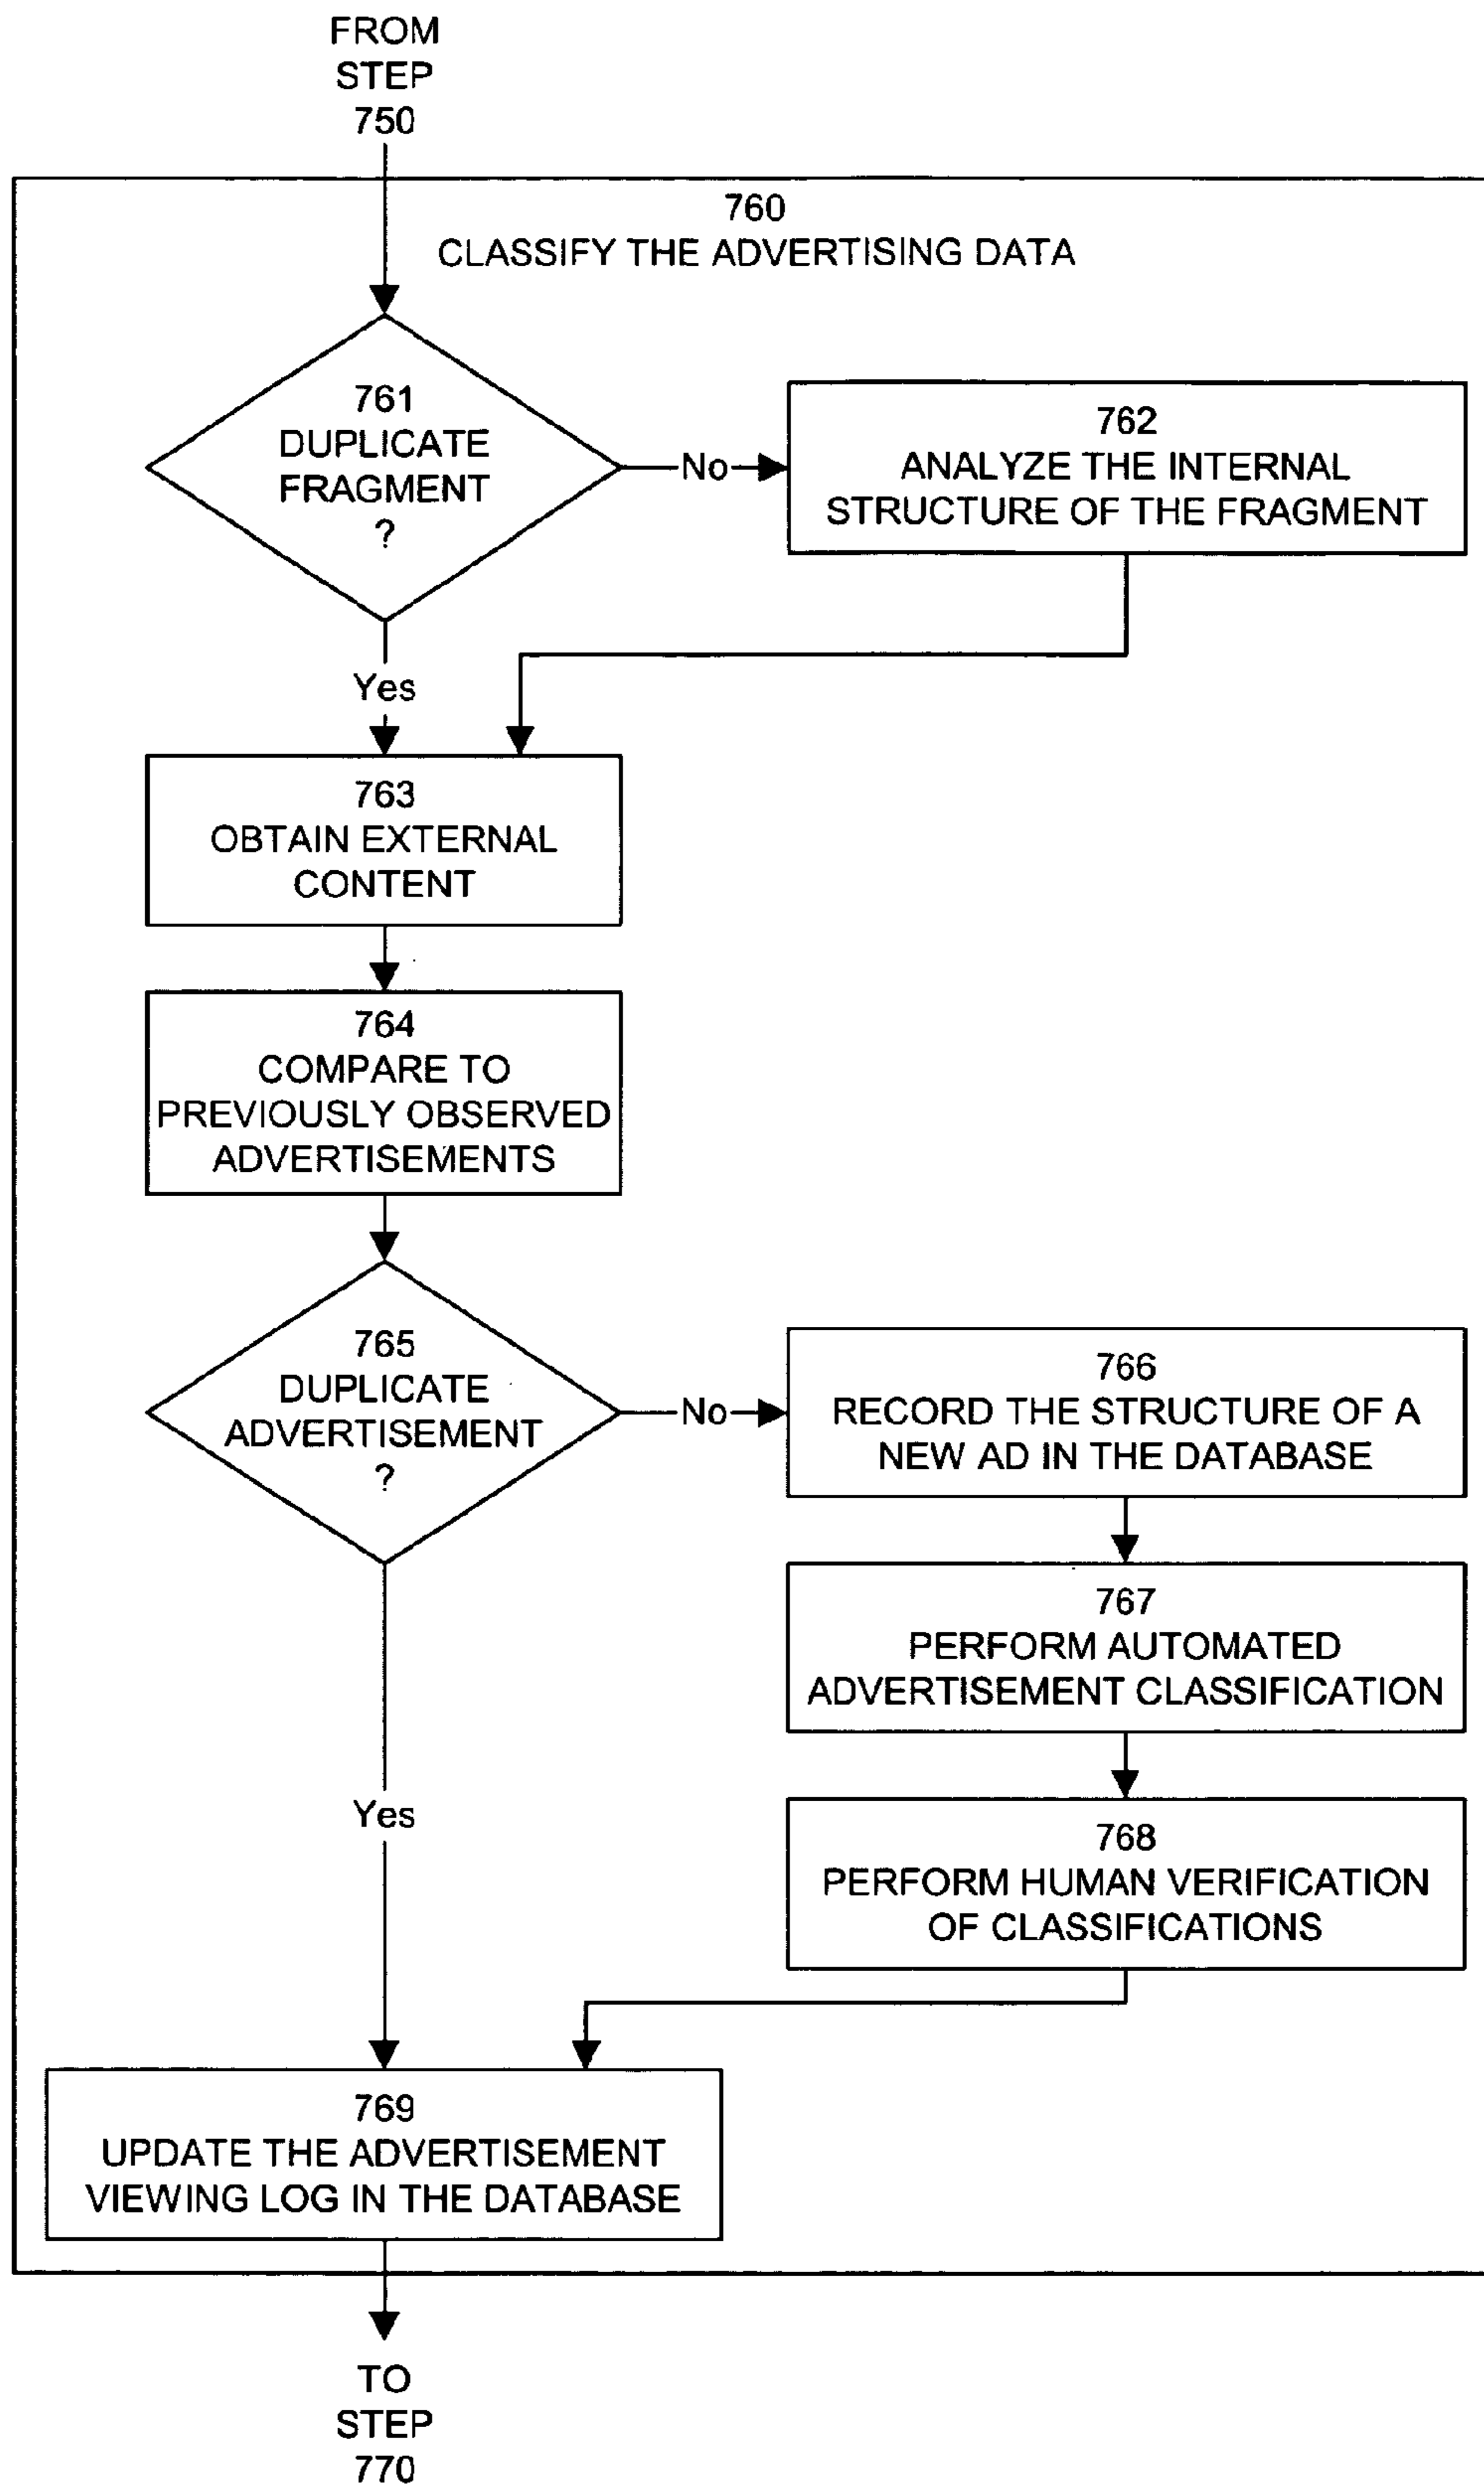 FROM
STEP
750
760
CLASSIFY THE ADVERTISING DATA
761
DUPLICATE
FRAGMENT
?
No
762
ANALYZE THE INTERNAL
STRUCTURE OF THE FRAGMENT
Yes
763
OBTAIN EXTERNAL
CONTENT
764
COMPARE TO
PREVIOUSLY OBSERVED
ADVERTISEMENTS
765
DUPLICATE
ADVERTISEMENT
?
No
766
RECORD THE STRUCTURE OF A
NEW AD IN THE DATABASE
767
PERFORM AUTOMATED
ADVERTISEMENT CLASSIFICATION
768
PERFORM HUMAN VERIFICATION
OF CLASSIFICATIONS
Yes
769
UPDATE THE ADVERTISEMENT
VIEWING LOG IN THE DATABASE
TO
STEP
770